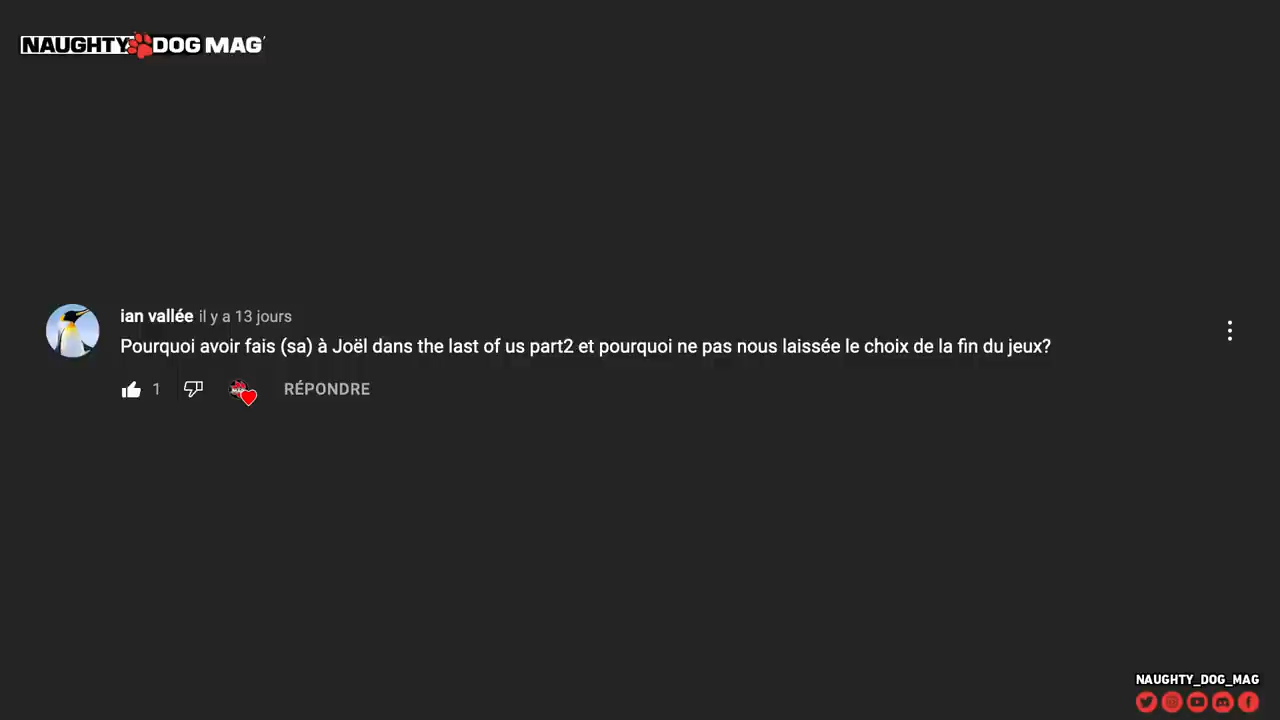 NAUGHTY DOG MAG
ian vallée il y a 13 jours
Pourquoi avoir fais (sa) à Joël dans the last of us part2 et pourquoi ne pas nous laissée le choix de la fin du jeux?
1 RÉPONDRE
NAUGHTY_DOG_MAG